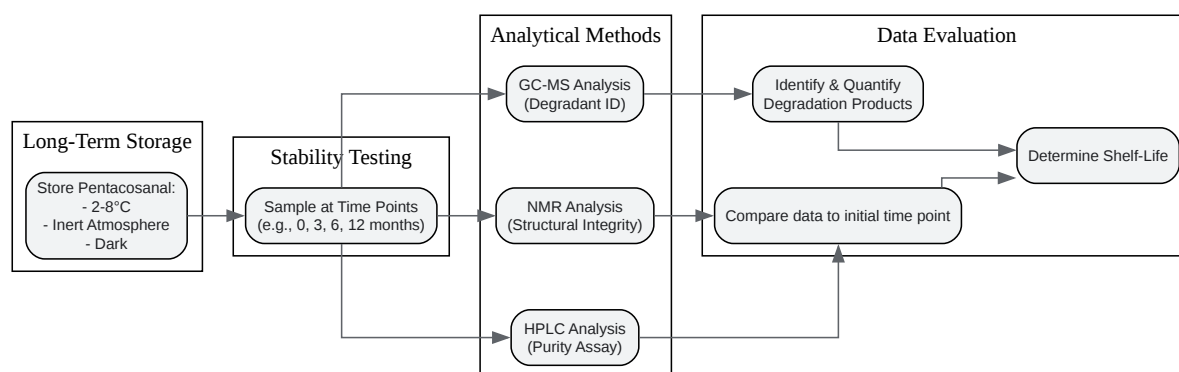 Long-Term Storage
Store Pentacosanal:
- 2-8°C
- Inert Atmosphere
- Dark
Stability Testing
Sample at Time Points
(e.g., 0, 3, 6, 12 months)
Analytical Methods
GC-MS Analysis
(Degradant ID)
NMR Analysis
(Structural Integrity)
HPLC Analysis
(Purity Assay)
Data Evaluation
Identify & Quantify
Degradation Products
Compare data to initial time point
Determine Shelf-Life